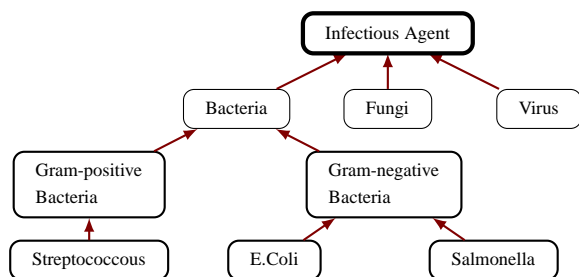 Infectious Agent
Bacteria
Fungi
Virus
Gram-positive
Bacteria
Gram-negative
Bacteria
Streptococcous
E.Coli
Salmonella